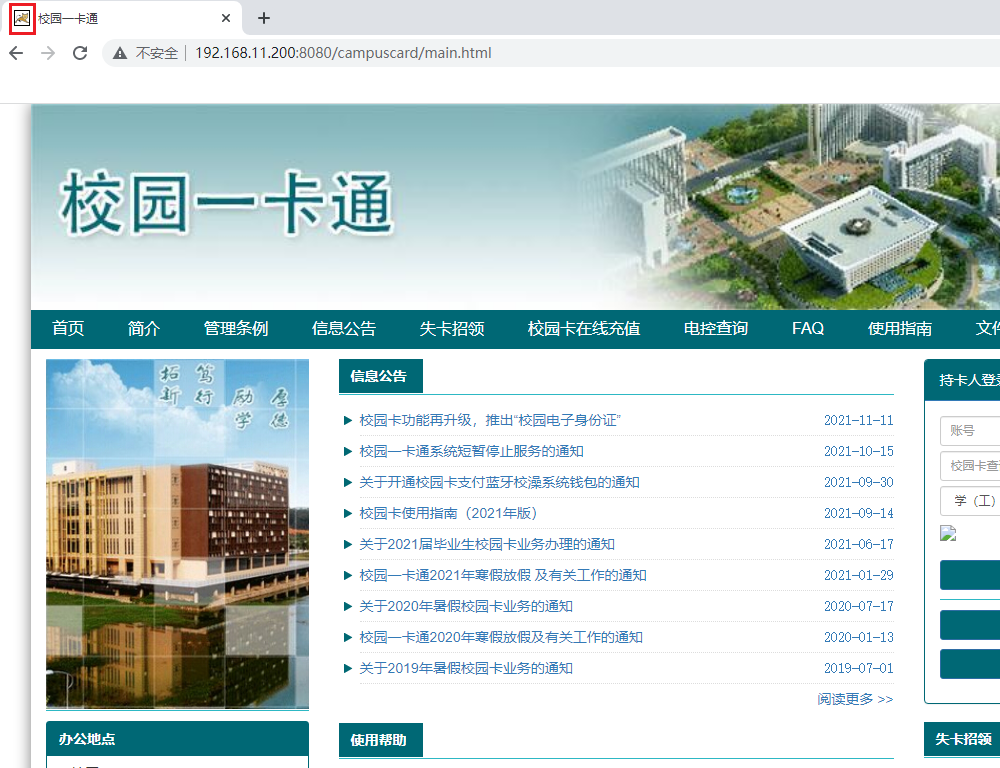 校园一卡通
不安全 192.168.11.200:8080/campuscard/main.html
校园一卡通
首页 简介 管理条例 信息公告 失卡招领 校园卡在线充值 电控查询 FAQ 使用指南 文件
拓新 笃行 励学 厚德
信息公告
校园卡功能再升级，推出“校园电子身份证” 2021-11-11
校园一卡通系统短暂停止服务的通知 2021-10-15
关于开通校园卡支付蓝牙校澡系统钱包的通知 2021-09-30
校园卡使用指南（2021年版） 2021-09-14
关于2021届毕业生校园卡业务办理的通知 2021-06-17
校园一卡通2021年寒假放假 及有关工作的通知 2021-01-29
关于2020年暑假校园卡业务的通知 2020-07-17
校园一卡通2020年寒假放假及有关工作的通知 2020-01-13
关于2019年暑假校园卡业务的通知 2019-07-01
阅读更多 >>
持卡人登录
账号
校园卡查
学（工）
办公地点
使用帮助
失卡招领